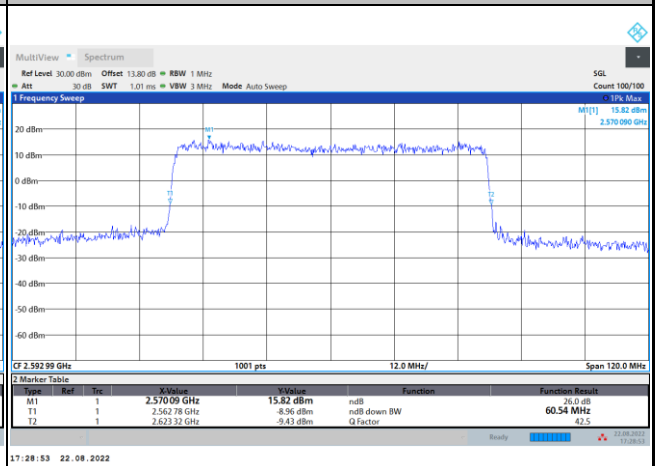 MultiView Spectrum
Ref Level 30.00 dBm Offset 13.80 dB RBW 1 MHz SGL
Att 30 dB SWT 1.01 ms VBW 3 MHz Mode Auto Sweep Count 100/100
1 Frequency Sweep 1Pk Max
M1[1] 15.82 dBm
2.570 090 GHz
M1
20 dBm
10 dBm
0 dBm
T1
T2
-10 dBm
-20 dBm
-30 dBm
-40 dBm
-50 dBm
-60 dBm
CF 2.592 99 GHz 1001 pts 12.0 MHz/ Span 120.0 MHz
2 Marker Table
Type Ref Trc X-Value Y-Value Function Function Result
M1 1 2.570 09 GHz 15.82 dBm ndB 26.0 dB
T1 1 2.562 78 GHz -8.96 dBm ndB down BW 60.54 MHz
T2 1 2.623 32 GHz -9.43 dBm Q Factor 42.5
Ready 22.08.2022
17:28:53
17:28:53 22.08.2022